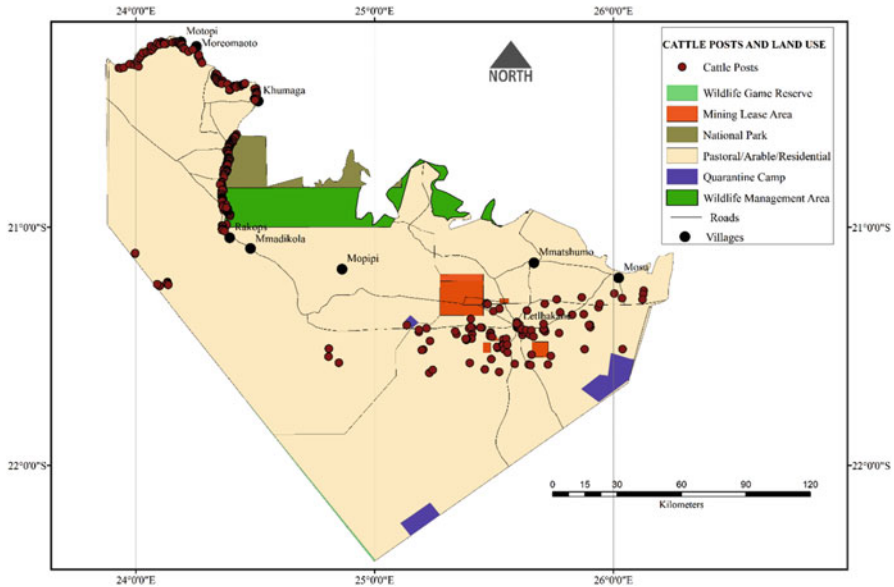 24°0'0"E
25°0'0"E
26°0'0"E
Motopi
Moreomaoto
Khumaga
NORTH
CATTLE POSTS AND LAND USE
Cattle Posts
Wildlife Game Reserve
Mining Lease Area
National Park
Pastoral/Arable/Residential
Quarantine Camp
Wildlife Management Area
Roads
Villages
21°0'0"S
21°0'0"S
Rakops
Mmadikola
Mopipi
Mmatshumo
Mosu
Letlhakane
22°0'0"S
22°0'0"S
0 15 30 60 90 120
Kilometers
24°0'0"E
25°0'0"E
26°0'0"E